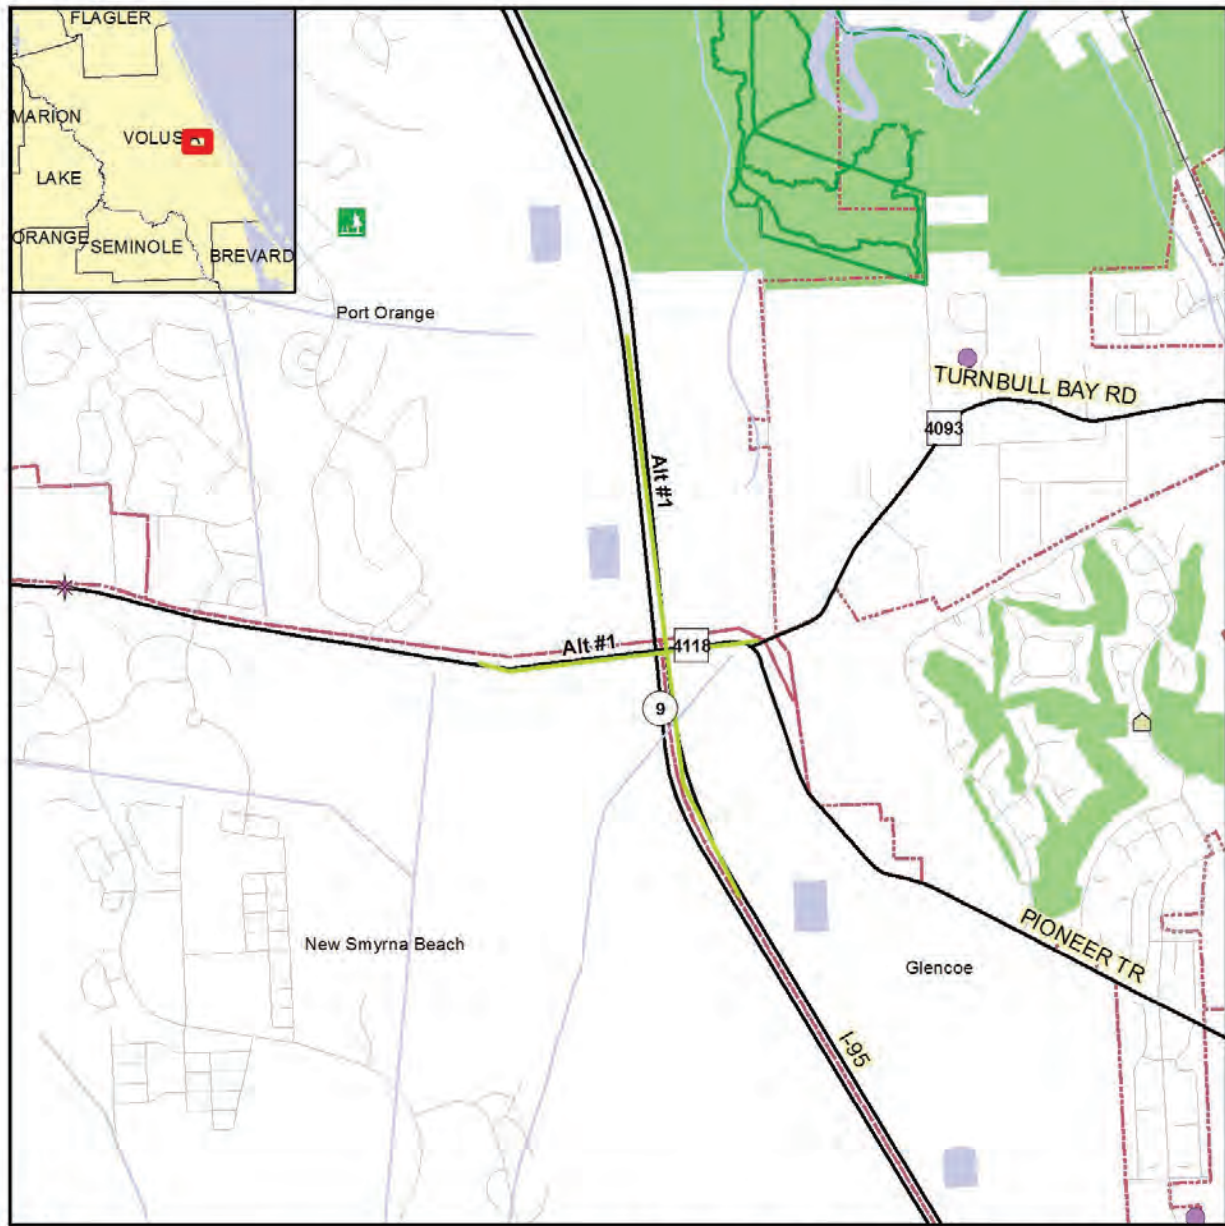 FLAGLER
MARION
VOLUSIA
LAKE
ORANGE
SEMINOLE
BREVARD
Port Orange
TURNBULL BAY RD
4093
Alt #1
Alt #1
4118
9
New Smyrna Beach
Glencoe
PIONEER TR
I-95